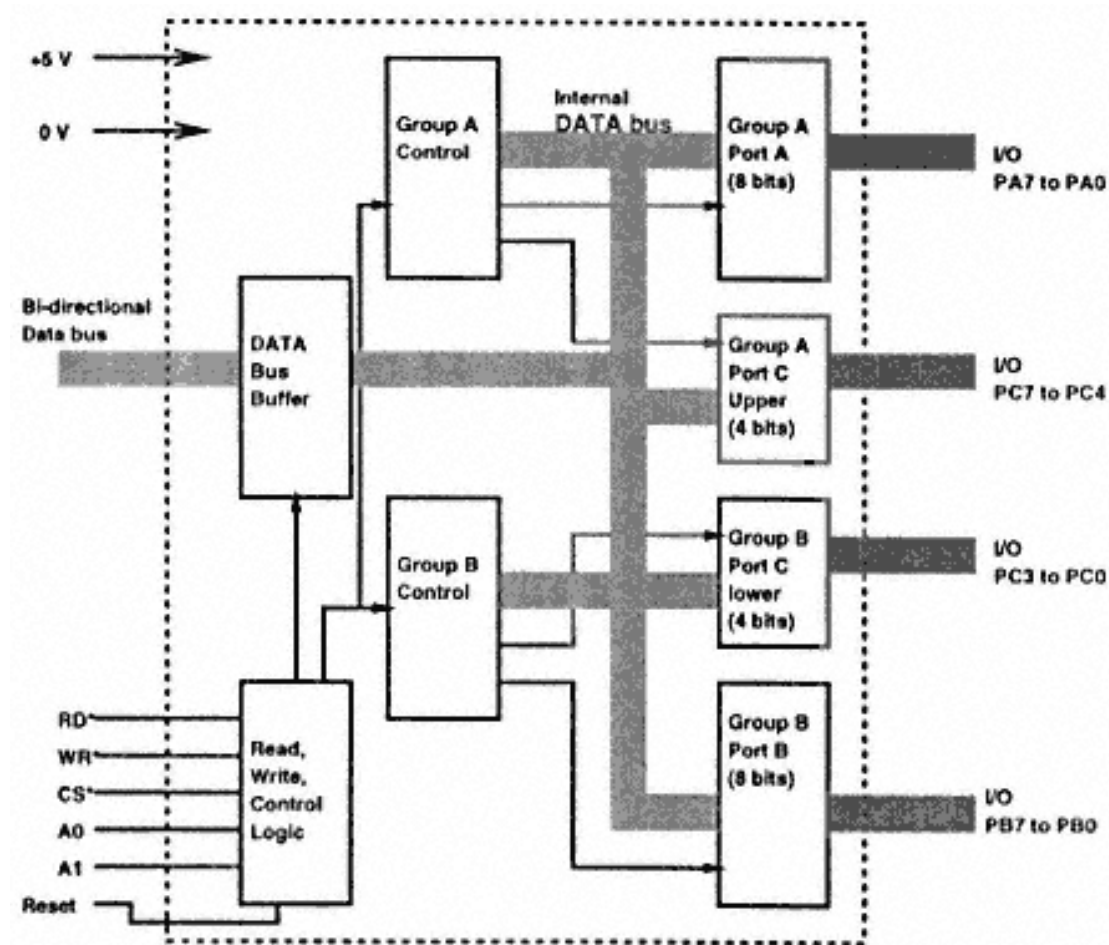 +5 V
0 V
Group A
Control
Internal
DATA bus
Group A
Port A
(8 bits)
I/O
PA7 to PA0
Bi-directional
Data bus
DATA
Bus
Buffer
Group A
Port C
Upper
(4 bits)
I/O
PC7 to PC4
Group B
Control
Group B
Port C
lower
(4 bits)
I/O
PC3 to PC0
RD*
WR*
CS*
A0
A1
Reset
Read,
Write,
Control
Logic
Group B
Port B
(8 bits)
I/O
PB7 to PB0